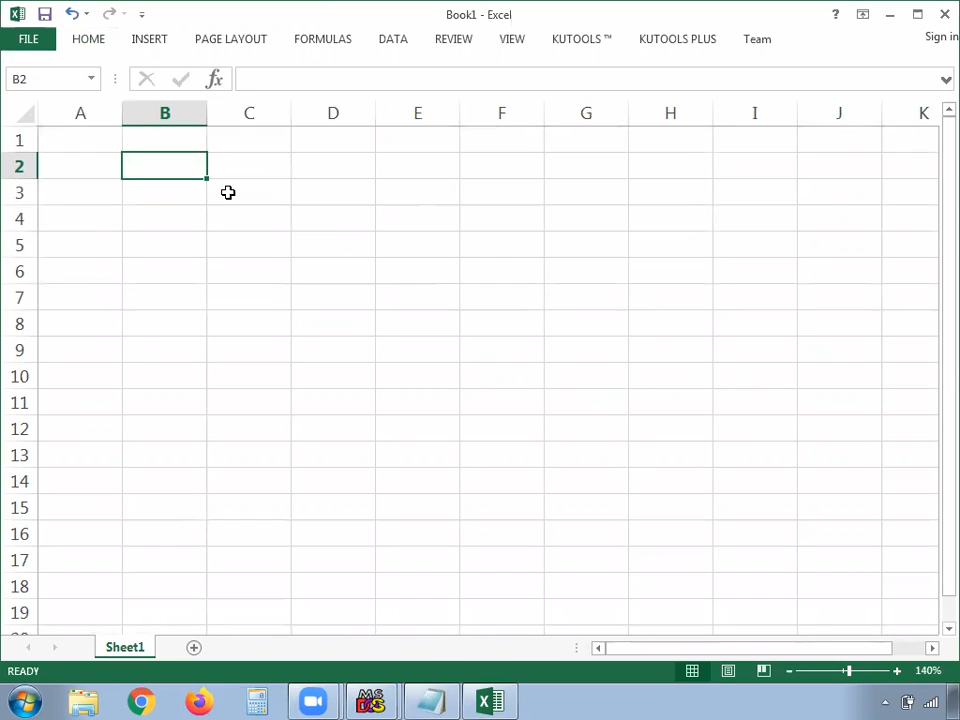 Book1 - Excel
?
FILE HOME INSERT PAGE LAYOUT FORMULAS DATA REVIEW VIEW KUTOOLS ™ KUTOOLS PLUS Team Sign in
B2 fx
A B C D E F G H I J K
1
2
3
4
5
6
7
8
9
10
11
12
13
14
15
16
17
18
19
Sheet1
READY 140%
MS